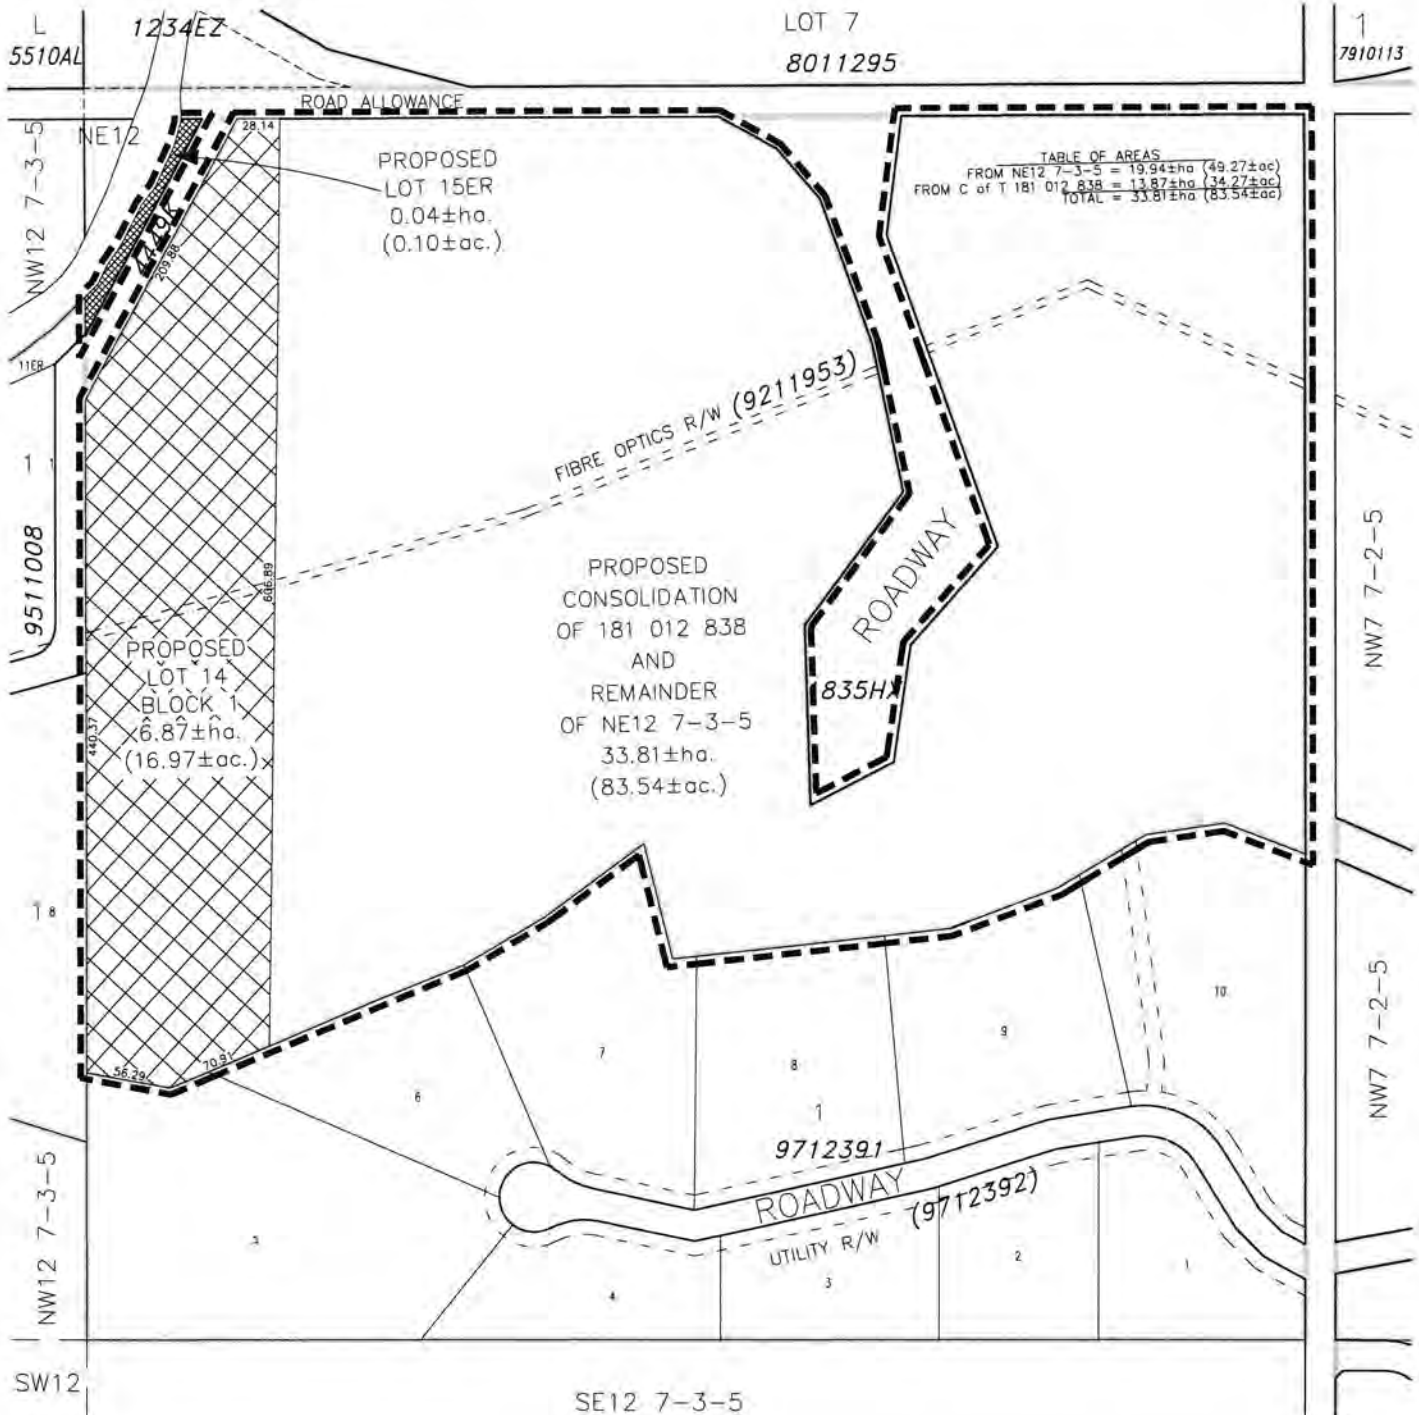 L
5510AL
1234EZ
LOT 7
8011295
1
7910113
ROAD ALLOWANCE
NE12
NW12 7-3-5
28.14
PROPOSED
LOT 15ER
0.04±ha.
(0.10±ac.)
TABLE OF AREAS
FROM NE12 7-3-5 = 19.94±ha (49.27±ac)
FROM C of T 181 012 838 = 13.87±ha (34.27±ac)
TOTAL = 33.81±ha (83.54±ac)
209.88
11ER
1
1
9511008
FIBRE OPTICS R/W (9211953)
606.89
PROPOSED
LOT 14
BLOCK 1
6.87±ha.
(16.97±ac.)
440.37
PROPOSED
CONSOLIDATION
OF 181 012 838
AND
REMAINDER
OF NE12 7-3-5
33.81±ha.
(83.54±ac.)
ROADWAY
NW7 7-2-5
1 8
56.29
70.91
6
7
8
9
10
1
9712391
ROADWAY
(9712392)
UTILITY R/W
NW7 7-2-5
NW12 7-3-5
4
3
2
1
SW12
SE12 7-3-5